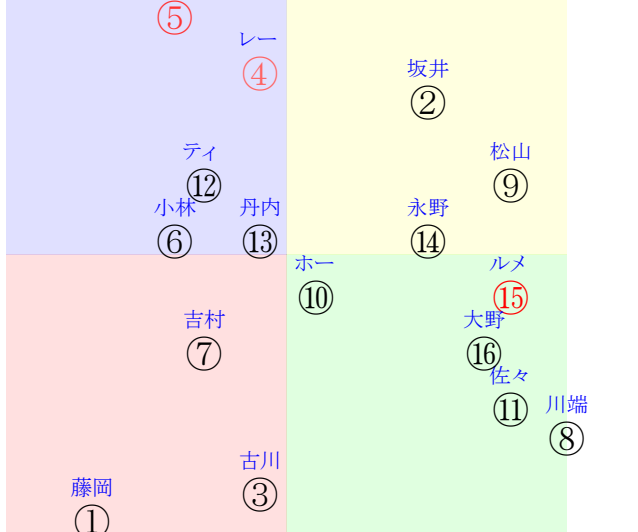 ⑤
レー
④
坂井
②
ティ
⑫
松山
⑨
小林
⑥
丹内
⑬
永野
⑭
ホー
⑩
ルメ
⑮
吉村
⑦
大野
⑯
佐々
⑪
川端
⑧
古川
③
藤岡
①